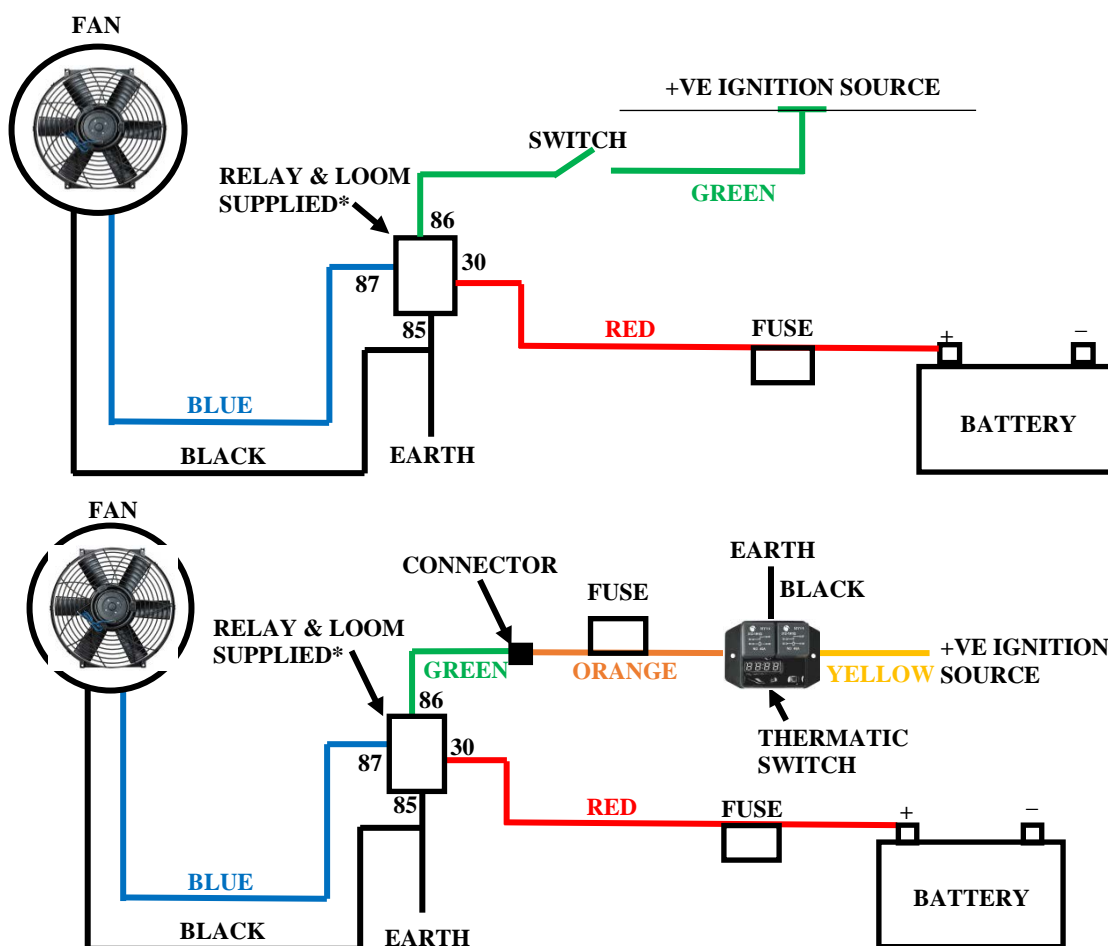 FAN
+VE IGNITION SOURCE
SWITCH
GREEN
RELAY & LOOM
SUPPLIED*
86
30
87
85
RED
FUSE
+
−
BATTERY
BLUE
BLACK
EARTH
FAN
CONNECTOR
FUSE
EARTH
BLACK
RELAY & LOOM
SUPPLIED*
GREEN
ORANGE
YELLOW
+VE IGNITION
SOURCE
86
30
87
85
THERMATIC
SWITCH
RED
FUSE
+
−
BATTERY
BLUE
BLACK
EARTH